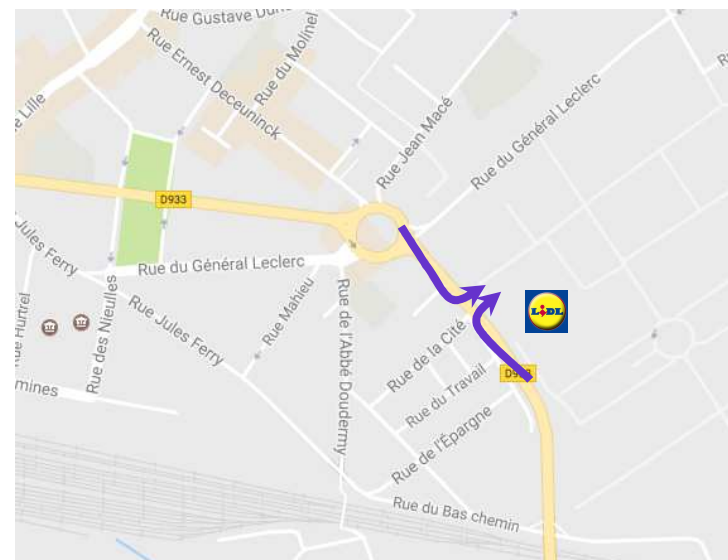 Rue Gustave
Rue du Molinel
Rue Ernest Deceuninck
Lille
Rue Jean Macé
Rue du Général Leclerc
D933
Jules Ferry
Rue du Général Leclerc
Rue Mahieu
Rue Jules Ferry
Rue des Nieulles
Rue Hurtrel
Rue de l'Abbé Doudermy
LIDL
Rue de la Cité
Rue du Travail
Rue de l'Épargne
mines
Rue du Bas chemin